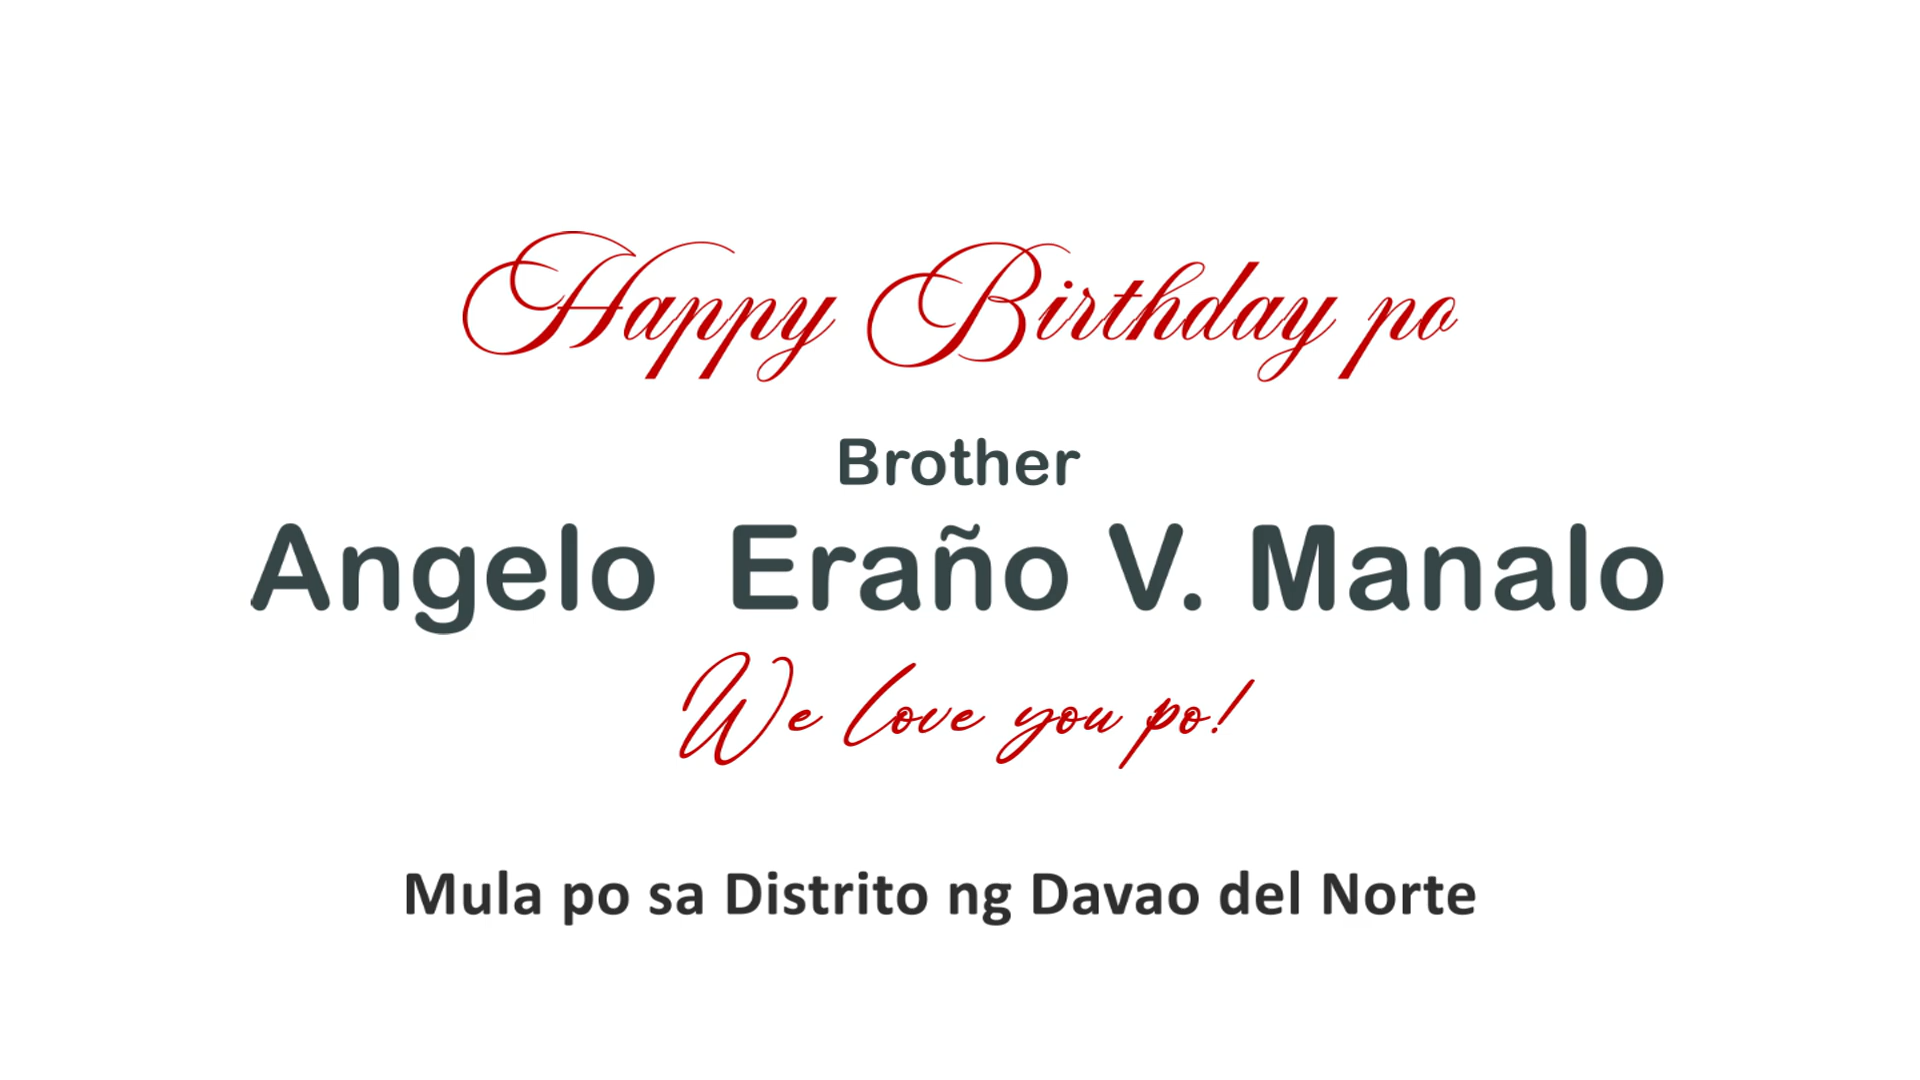 Happy Birthday po
Brother
Angelo Eraño V. Manalo
We love you po!
Mula po sa Distrito ng Davao del Norte